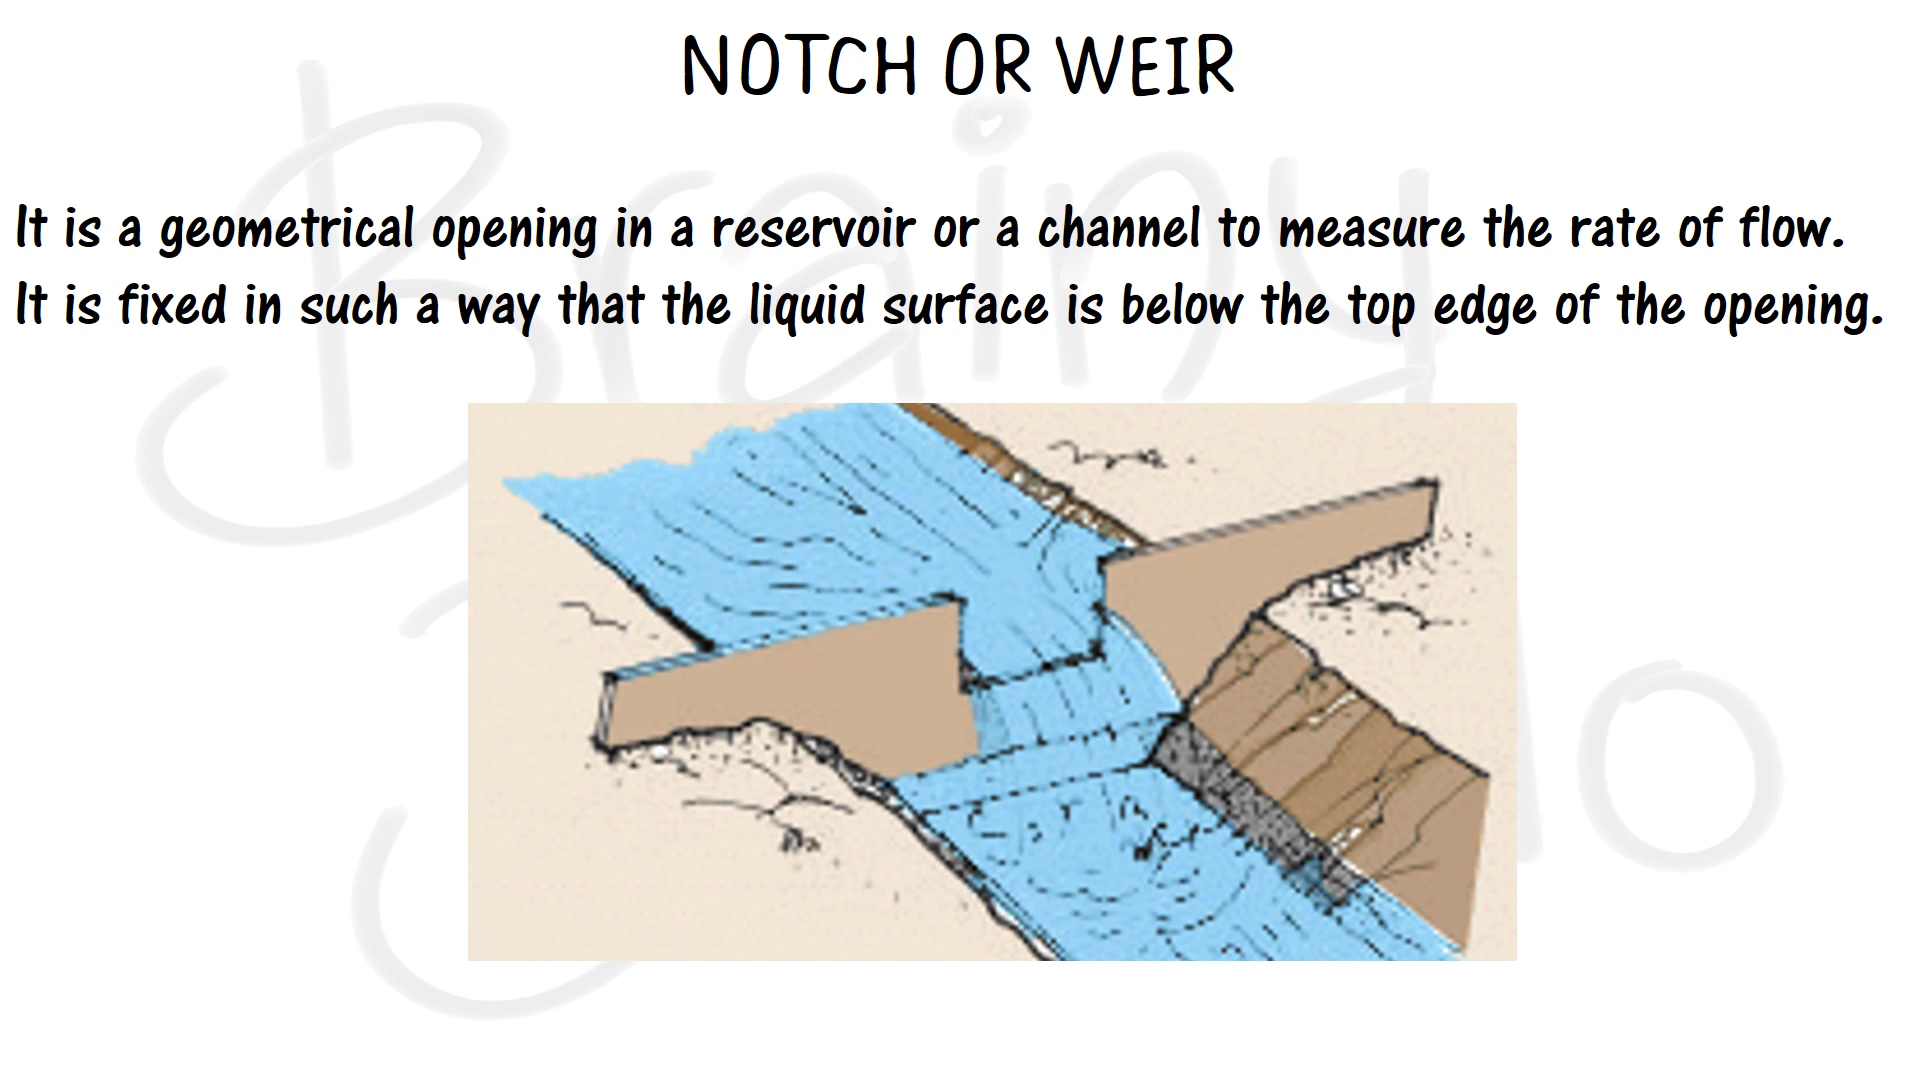 NOTCH OR WEIR
It is a geometrical opening in a reservoir or a channel to measure the rate of flow.
It is fixed in such a way that the liquid surface is below the top edge of the opening.
Brainy